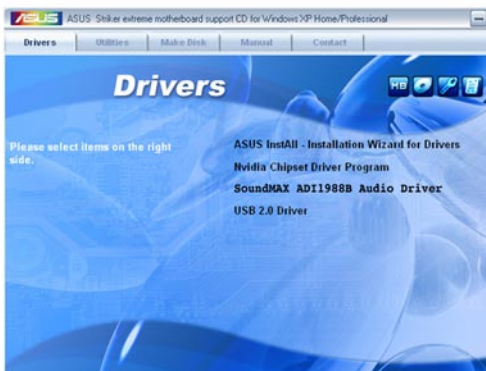 ASUS ASUS Striker extreme motherboard support CD for Windows XP Home/Professional
Drivers Utilities Make Disk Manual Contact
Drivers
MB
Please select items on the right
side.
ASUS InstAll - Installation Wizard for Drivers
Nvidia Chipset Driver Program
SoundMAX ADI1988B Audio Driver
USB 2.0 Driver